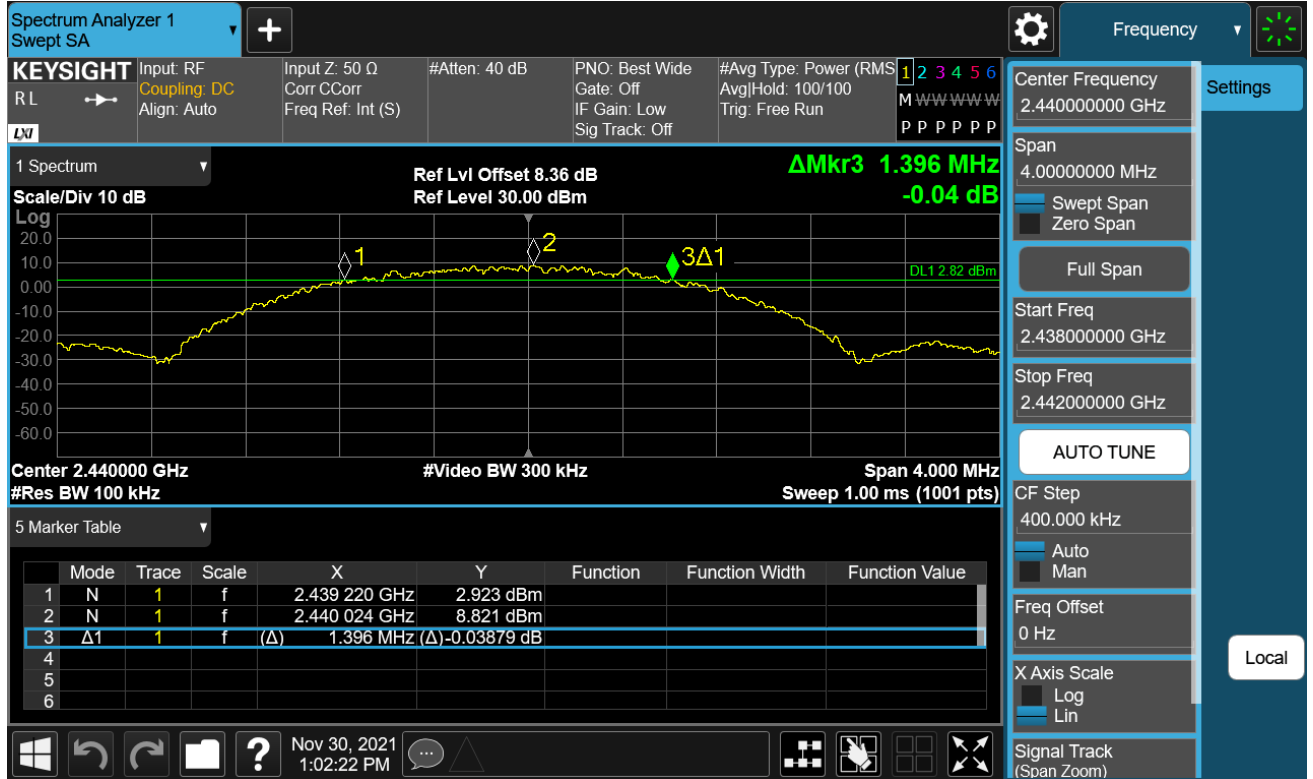 Spectrum Analyzer 1
Swept SA
Frequency
KEYSIGHT
RL
LXI
Input: RF
Coupling: DC
Align: Auto
Input Z: 50 Ω
Corr CCorr
Freq Ref: Int (S)
#Atten: 40 dB
PNO: Best Wide
Gate: Off
IF Gain: Low
Sig Track: Off
#Avg Type: Power (RMS
Avg|Hold: 100/100
Trig: Free Run
1 2 3 4 5 6
M W W W W W
P P P P P P
1 Spectrum
Scale/Div 10 dB
Ref Lvl Offset 8.36 dB
Ref Level 30.00 dBm
ΔMkr3 1.396 MHz
-0.04 dB
Log
20.0
10.0
0.00
-10.0
-20.0
-30.0
-40.0
-50.0
-60.0
1
2
3Δ1
DL1 2.82 dBm
Center 2.440000 GHz
#Video BW 300 kHz
Span 4.000 MHz
#Res BW 100 kHz
Sweep 1.00 ms (1001 pts)
5 Marker Table
Mode Trace Scale X Y Function Function Width Function Value
1 N 1 f 2.439 220 GHz 2.923 dBm
2 N 1 f 2.440 024 GHz 8.821 dBm
3 Δ1 1 f (Δ) 1.396 MHz (Δ)-0.03879 dB
4
5
6
Nov 30, 2021
1:02:22 PM
Center Frequency
2.440000000 GHz
Span
4.00000000 MHz
Swept Span
Zero Span
Full Span
Start Freq
2.438000000 GHz
Stop Freq
2.442000000 GHz
AUTO TUNE
CF Step
400.000 kHz
Auto
Man
Freq Offset
0 Hz
X Axis Scale
Log
Lin
Signal Track
(Span Zoom)
Settings
Local